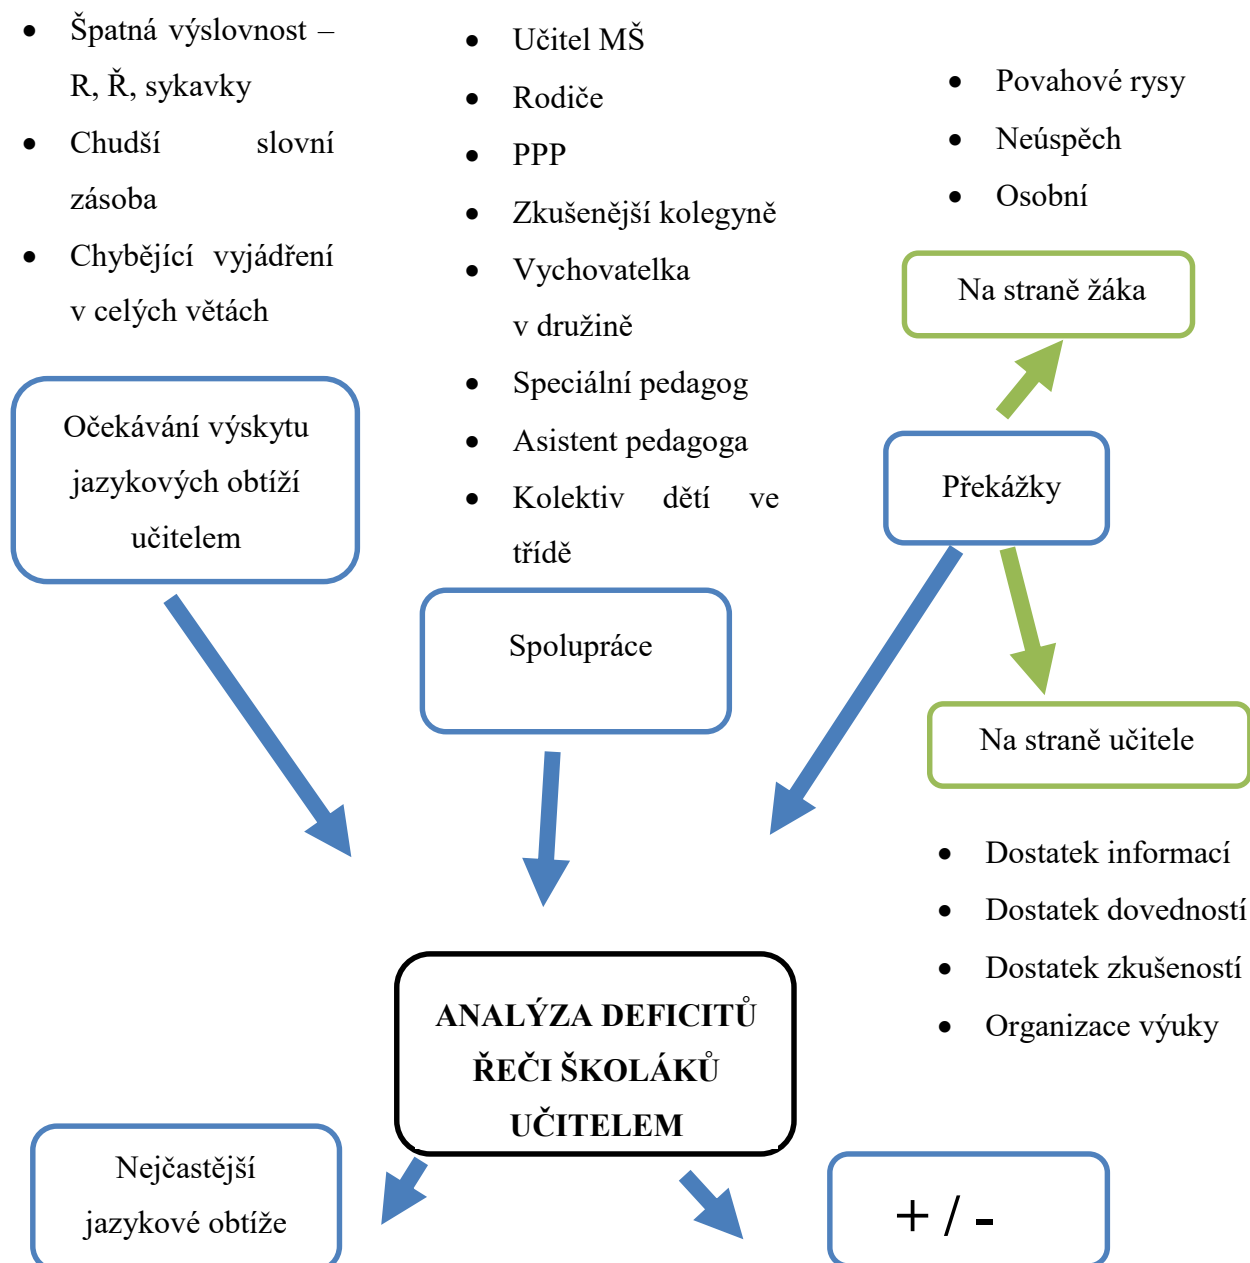 • Špatná výslovnost –
R, Ř, sykavky
• Chudší slovní
zásoba
• Chybějící vyjádření
v celých větách
Očekávání výskytu
jazykových obtíží
učitelem
• Učitel MŠ
• Rodiče
• PPP
• Zkušenější kolegyně
• Vychovatelka
v družině
• Speciální pedagog
• Asistent pedagoga
• Kolektiv dětí ve
třídě
Spolupráce
• Povahové rysy
• Neúspěch
• Osobní
Na straně žáka
Překážky
Na straně učitele
• Dostatek informací
• Dostatek dovedností
• Dostatek zkušeností
• Organizace výuky
ANALÝZA DEFICITŮ
ŘEČI ŠKOLÁKŮ
UČITELEM
Nejčastější
jazykové obtíže
+ / -